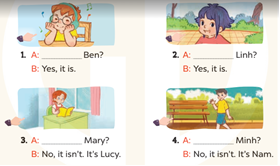 1. A: ________ Ben?
B: Yes, it is.
2. A: ________ Linh?
B: Yes, it is.
3. A: ________ Mary?
B: No, it isn't. It's Lucy.
4. A: ________ Minh?
B: No, it isn't. It's Nam.